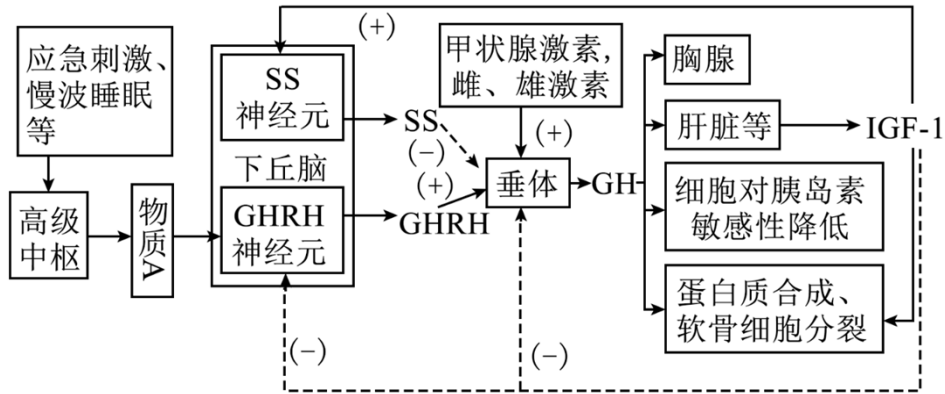 (+)
应急刺激、
慢波睡眠
等
SS
神经元
下丘脑
GHRH
神经元
高级
中枢
物质A
SS
(−)
(+)
GHRH
甲状腺激素,
雌、雄激素
(+)
垂体
GH
胸腺
肝脏等
IGF-1
细胞对胰岛素
敏感性降低
蛋白质合成、
软骨细胞分裂
(−)
(−)